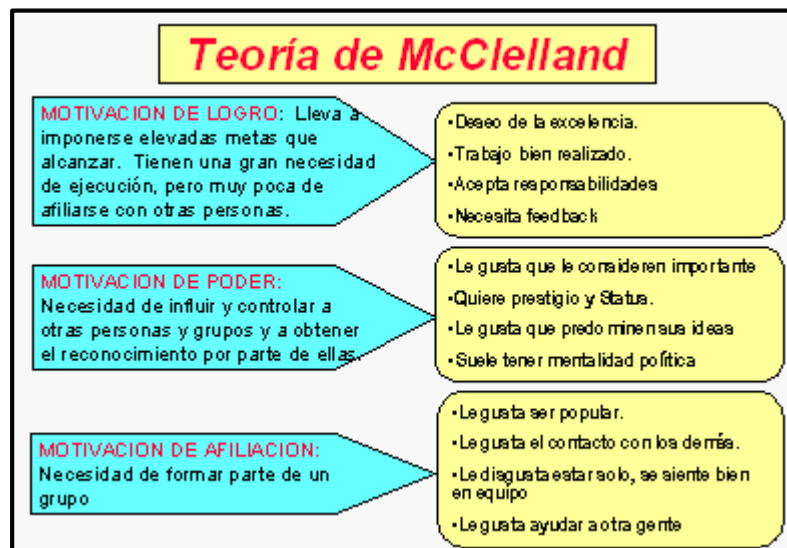 Teoría de McClelland
MOTIVACION DE LOGRO: Lleva a
imponerse elevadas metas que
alcanzar. Tienen una gran necesidad
de ejecución, pero muy poca de
afiliarse con otras personas.
•Deseo de la excelencia.
•Trabajo bien realizado.
•Acepta responsabilidades
•Necesita feedback
MOTIVACION DE PODER:
Necesidad de influir y controlar a
otras personas y grupos y a obtener
el reconocimiento por parte de ellas.
•Le gusta que le consideren importante
•Quiere prestigio y Status.
•Le gusta que predominen sus ideas
•Suele tener mentalidad política
MOTIVACION DE AFILIACION:
Necesidad de formar parte de un
grupo
•Le gusta ser popular.
•Le gusta el contacto con los demás.
•Le disgusta estar solo, se siente bien
en equipo
•Le gusta ayudar a otra gente